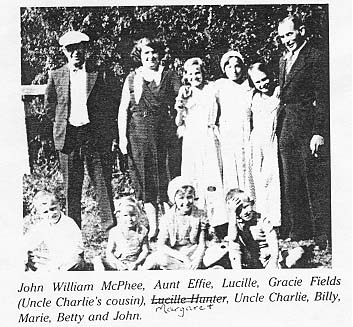 John William McPhee, Aunt Effie, Lucille, Gracie Fields
(Uncle Charlie's cousin), Lucille Hunter, Uncle Charlie, Billy,
Margaret
Marie, Betty and John.